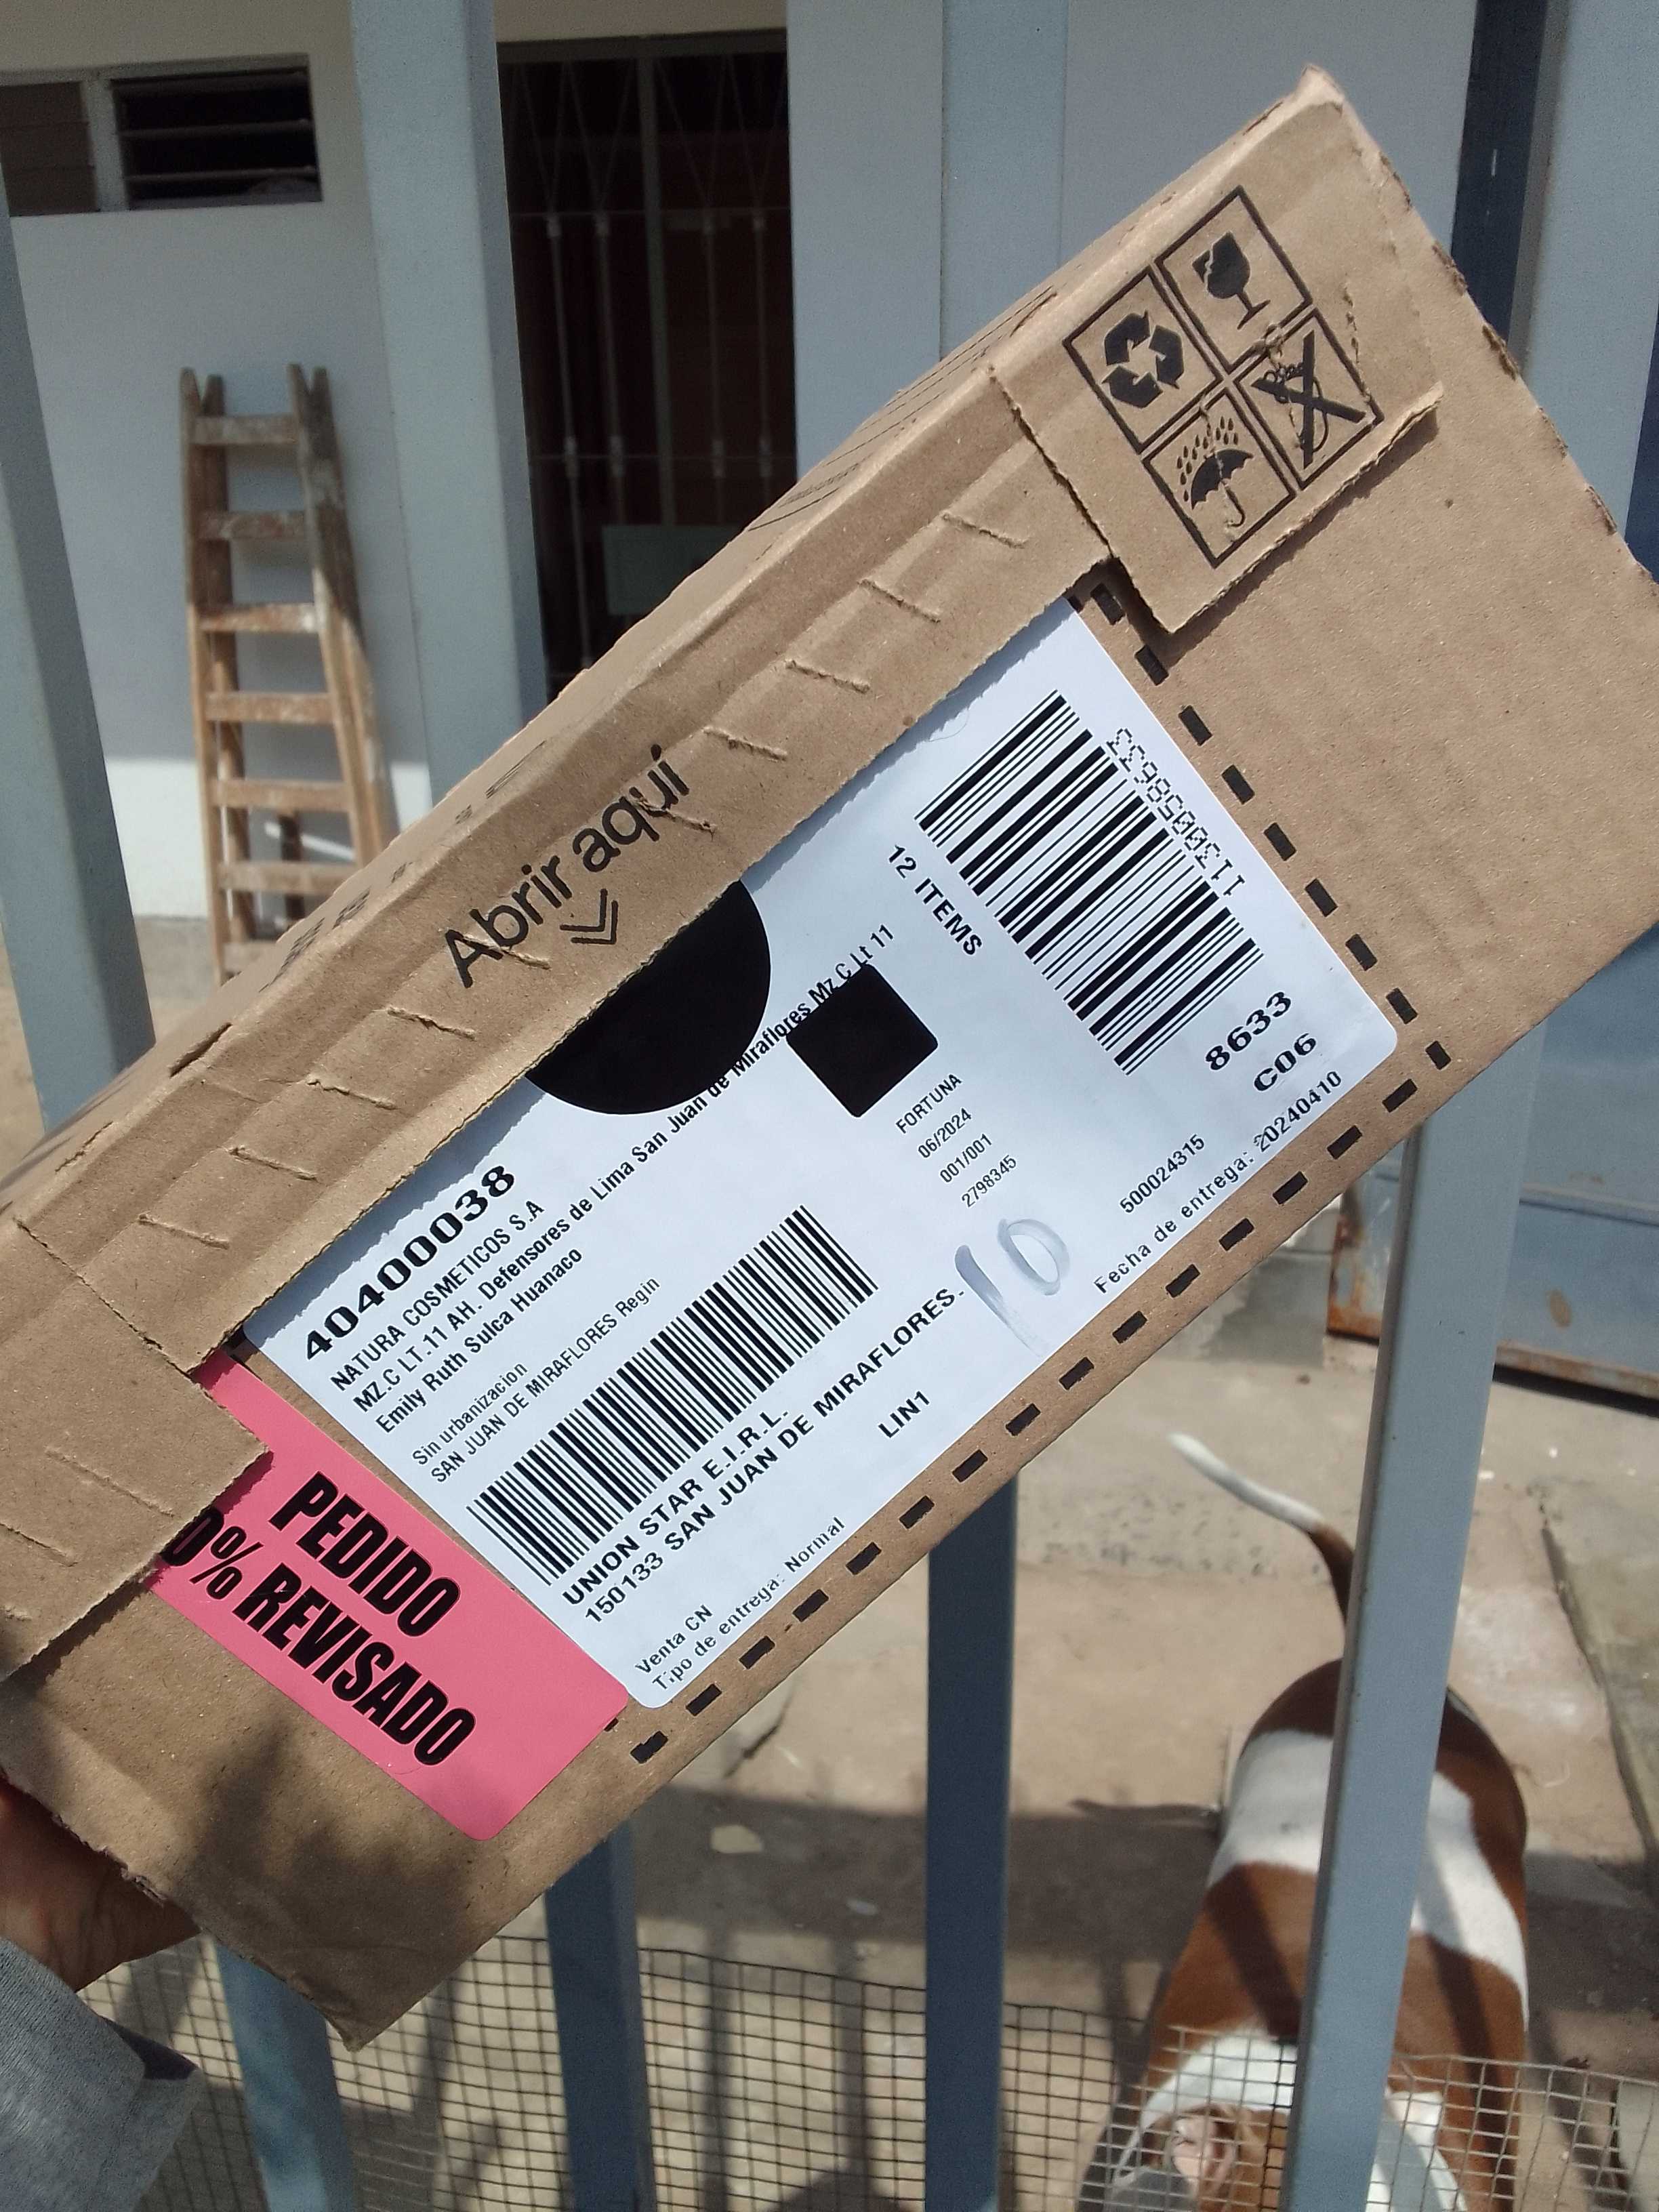 Abrir aquí
40400038
NATURA COSMETICOS S.A
MZ.C LT.11 AH. Defensores de Lima San Juan de Miraflores Mz C Lt 11
Emily Ruth Sulca Huanaco
Sin urbanizacion
SAN JUAN DE MIRAFLORES Regin
UNION STAR E.I.R.L.
150133 SAN JUAN DE MIRAFLORES-
LIN1
Venta CN
Tipo de entrega: Normal
12 ITEMS
1130058633
8633
C06
FORTUNA
06/2024
001/001
2798345
10
500024315
Fecha de entrega: 20240410
PEDIDO
0% REVISADO